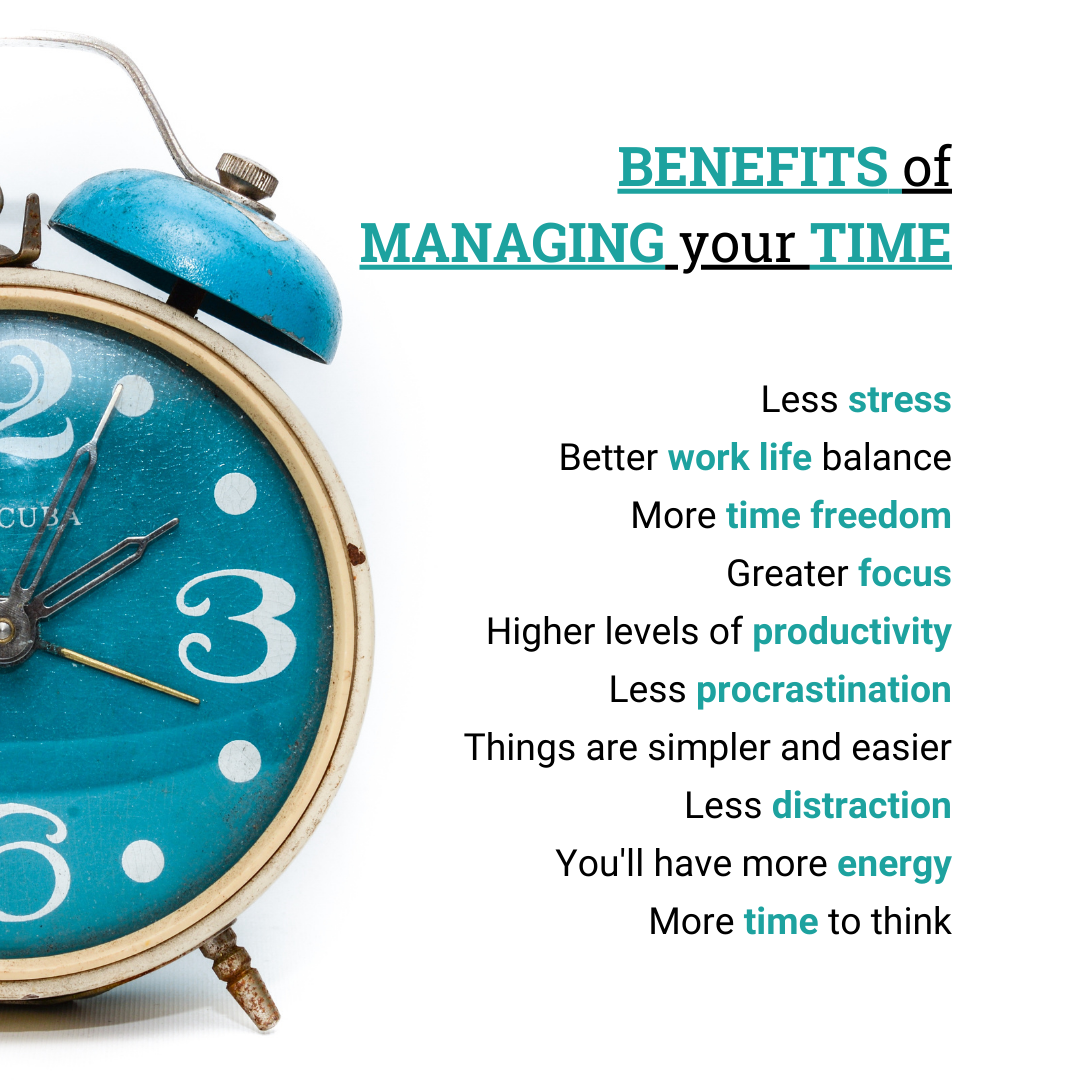 BENEFITS of
MANAGING your TIME
Less stress
Better work life balance
More time freedom
Greater focus
Higher levels of productivity
Less procrastination
Things are simpler and easier
Less distraction
You'll have more energy
More time to think
2
CUBA
3
6